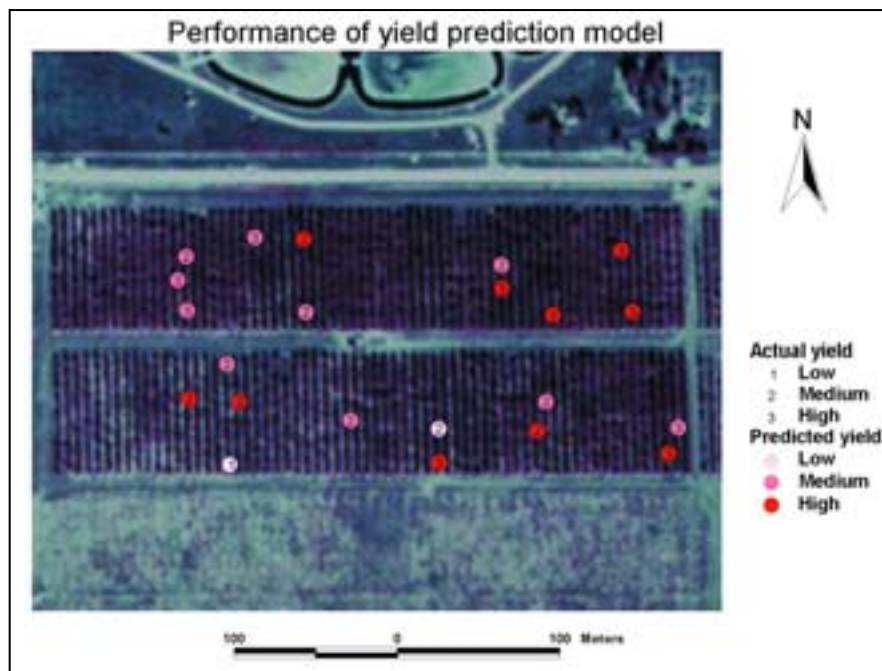 Performance of yield prediction model
N
Actual yield
1 Low
2 Medium
3 High
Predicted yield
Low
Medium
High
100 0 100 Meters